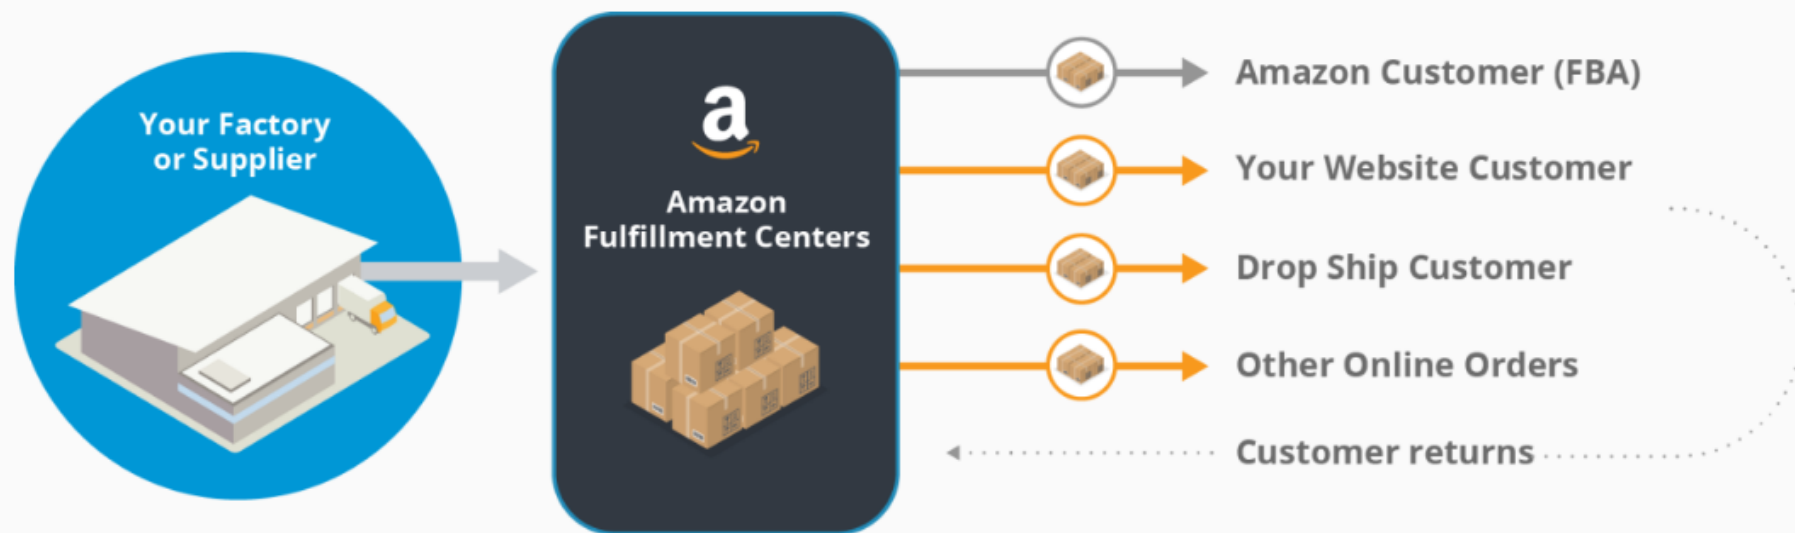 Your Factory
or Supplier
a
Amazon
Fulfillment Centers
Amazon Customer (FBA)
Your Website Customer
Drop Ship Customer
Other Online Orders
Customer returns